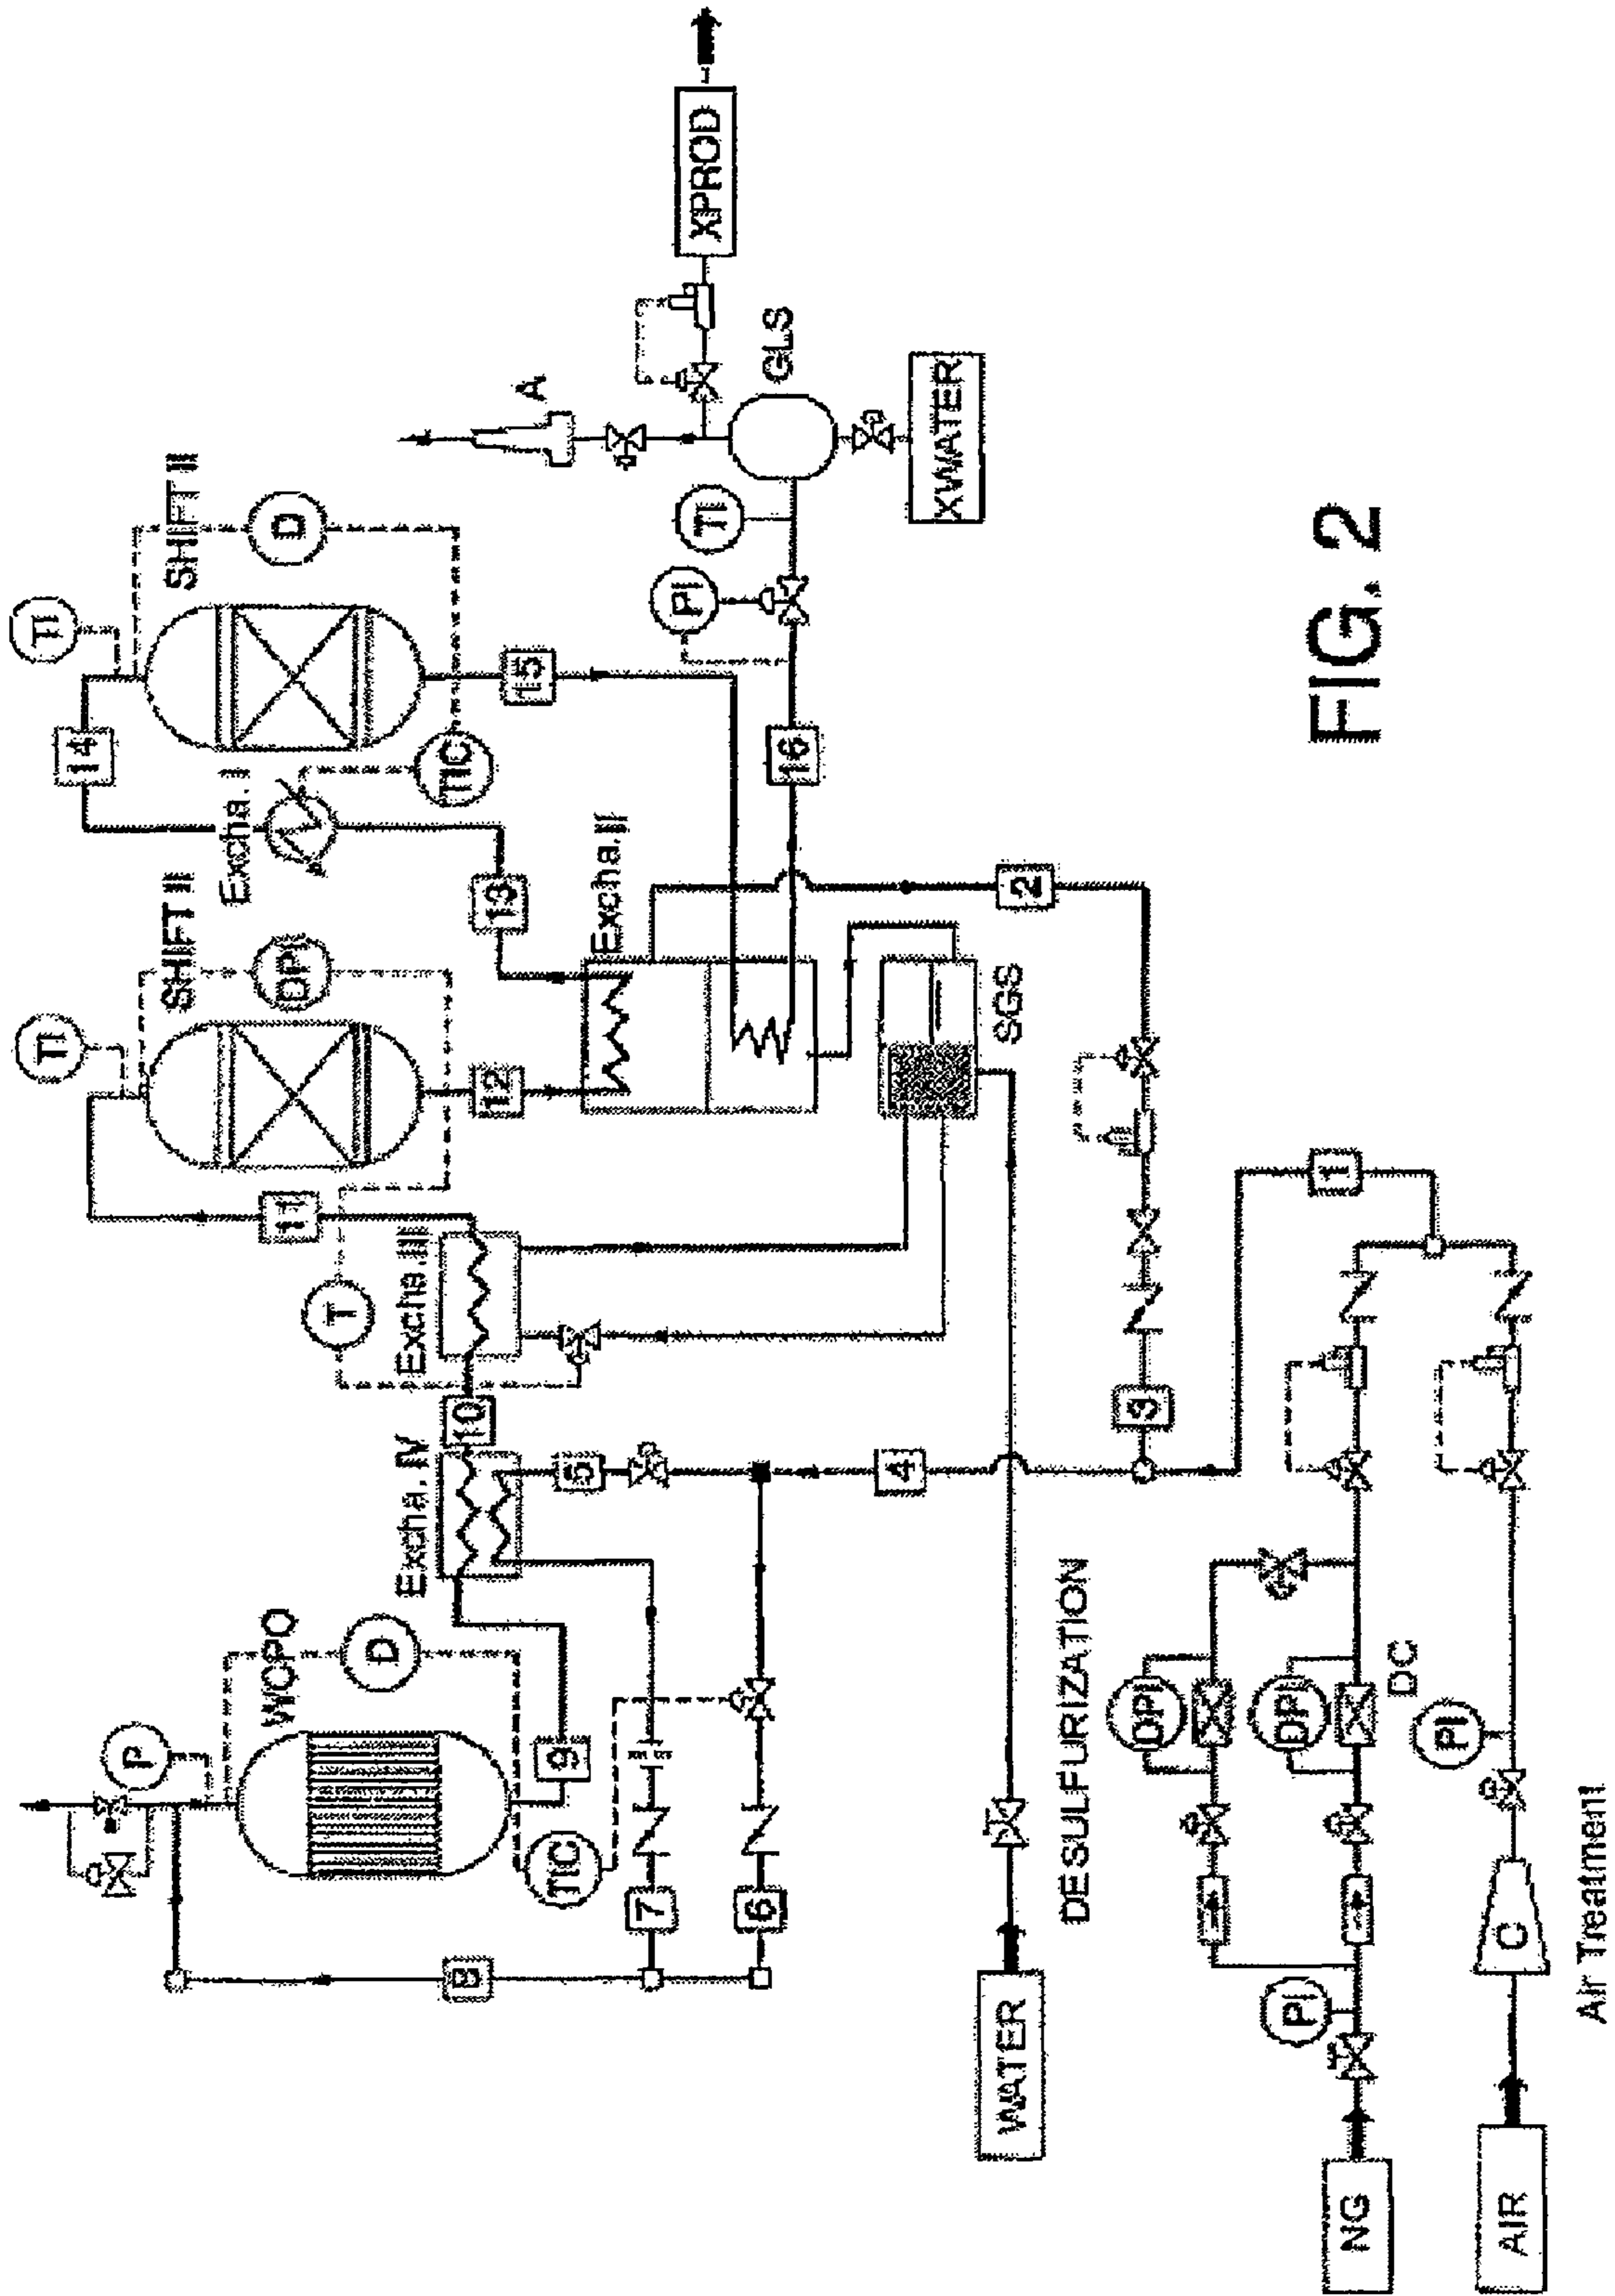 TI
TI
14
SHIFT II
D
Excha. I
TIC
15
SHIFT II
DPI
11
12
13
Excha. II
A
XPROD
PI
TI
GLS
16
XWATER
P
WOPO
D
9
TIC
Excha. IV
10
T
Excha. III
8
7
6
5
4
SGS
2
3
1
WATER
DESULFURIZATION
DPI
DPI
DC
PI
NG
PI
C
AIR
Air Treatment
FIG. 2